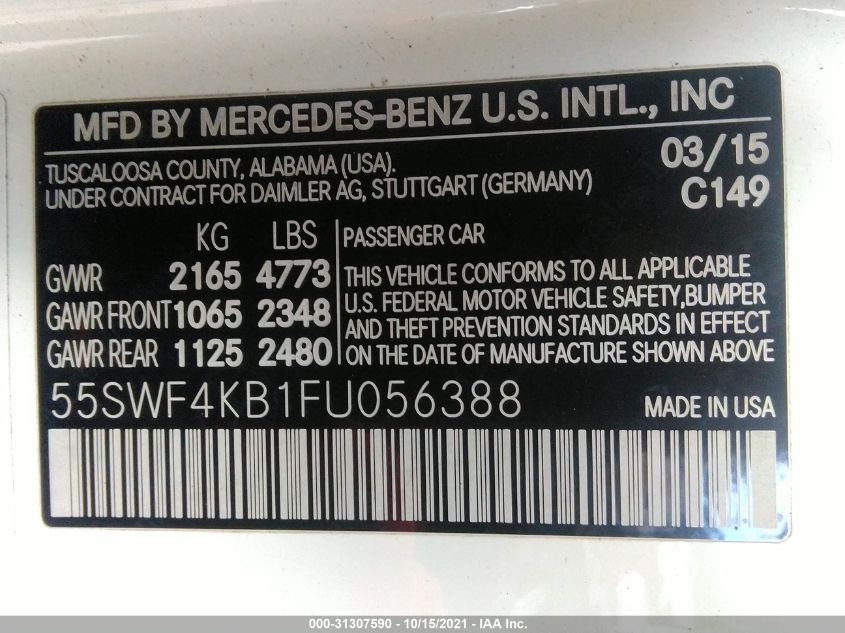 MFD BY MERCEDES-BENZ U.S. INTL., INC
TUSCALOOSA COUNTY, ALABAMA (USA).
UNDER CONTRACT FOR DAIMLER AG, STUTTGART (GERMANY)
03/15
C149
KG LBS
GVWR 2165 4773
GAWR FRONT 1065 2348
GAWR REAR 1125 2480
PASSENGER CAR
THIS VEHICLE CONFORMS TO ALL APPLICABLE
U.S. FEDERAL MOTOR VEHICLE SAFETY,BUMPER
AND THEFT PREVENTION STANDARDS IN EFFECT
ON THE DATE OF MANUFACTURE SHOWN ABOVE
55SWF4KB1FU056388
MADE IN USA
000-31307590 - 10/15/2021 - IAA Inc.